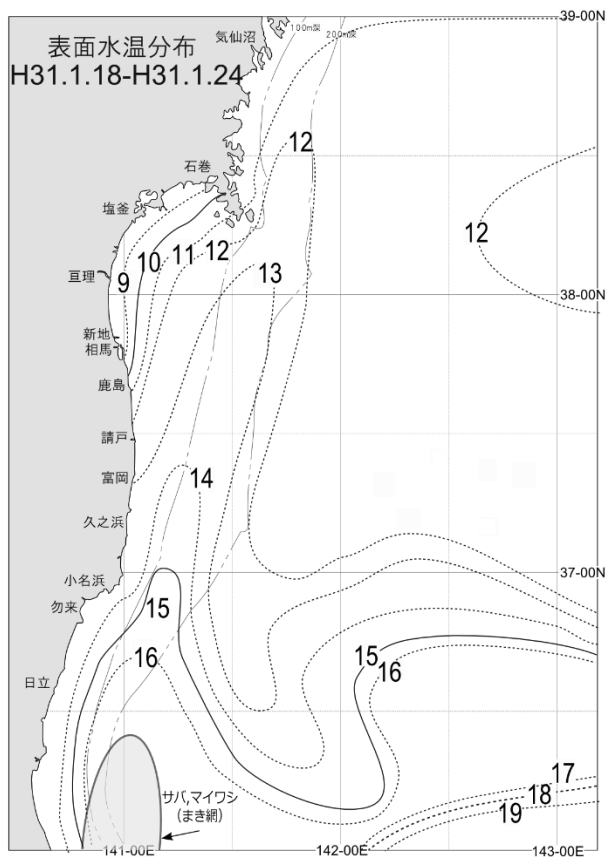 39-00N
表面水温分布
H31.1.18-H31.1.24
気仙沼
100m深
200m深
12
石巻
塩釜
12
11
12
10
13
9
亘理
38-00N
新地
相馬
鹿島
請戸
14
富岡
久之浜
37-00N
小名浜
15
勿来
15
16
16
日立
17
18
19
サバ,マイワシ
(まき網)
141-00E
142-00E
143-00E